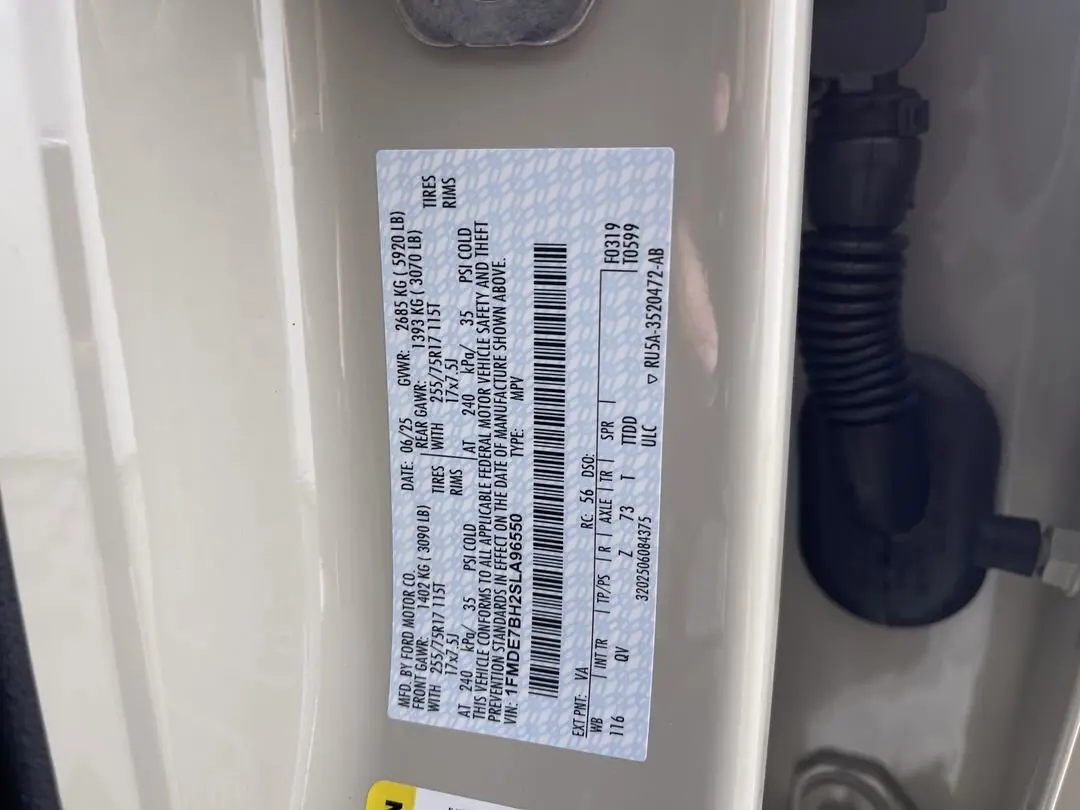 MFD. BY FORD MOTOR CO.
DATE: 06/25 GVWR: 2685 KG ( 5920 LB)
FRONT GAWR: 1402 KG ( 3090 LB)
REAR GAWR: 1393 KG ( 3070 LB)
WITH 255/75R17 115T TIRES
WITH 255/75R17 115T TIRES
17x7.5J RIMS
17x7.5J RIMS
AT 240 kPa/ 35 PSI COLD
AT 240 kPa/ 35 PSI COLD
THIS VEHICLE CONFORMS TO ALL APPLICABLE FEDERAL MOTOR VEHICLE SAFETY AND THEFT
PREVENTION STANDARDS IN EFFECT ON THE DATE OF MANUFACTURE SHOWN ABOVE.
VIN: 1FMDE7BH2SLA96550 TYPE: MPV
EXT PNT: VA RC: 56 DSO:
WB INT TR TP/PS R AXLE TR SPR F0319
116 QV Z 73 T TTDD T0599
3202506084375 ULC
▽ RU5A-3520472-AB